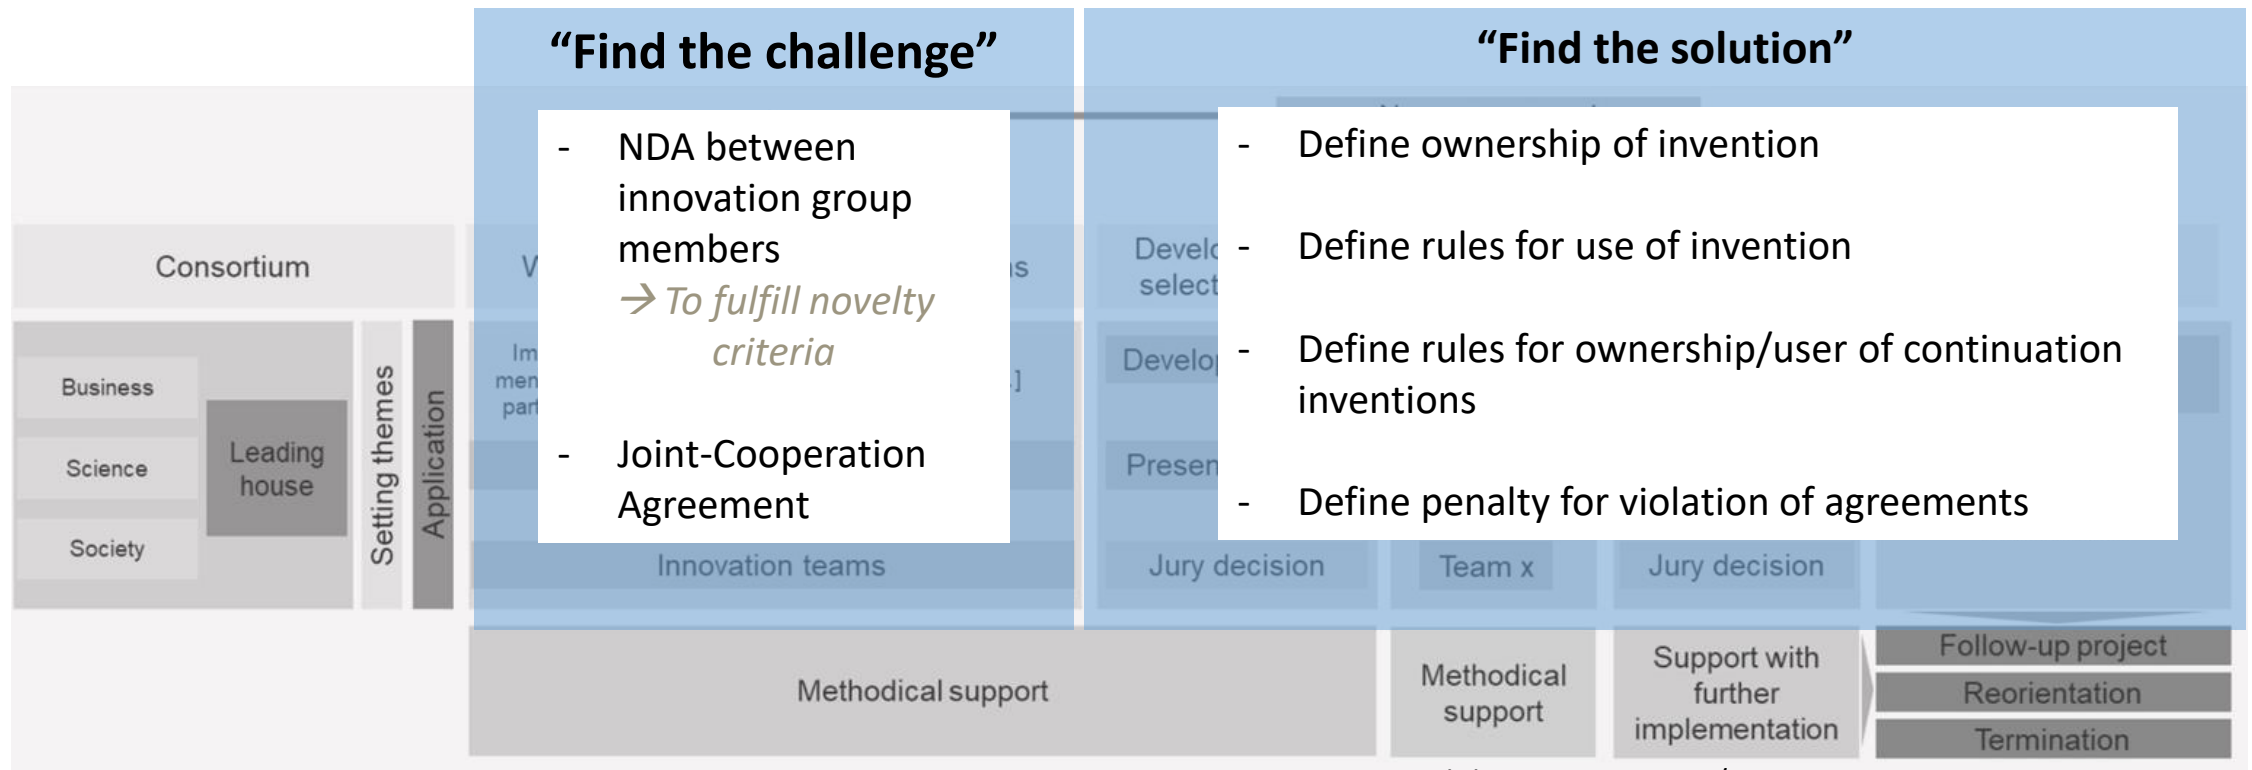 “Find the challenge”
“Find the solution”
- NDA between
innovation group
members
→ To fulfill novelty
criteria
- Joint-Cooperation
Agreement
- Define ownership of invention
- Define rules for use of invention
- Define rules for ownership/user of continuation
inventions
- Define penalty for violation of agreements
Consortium
Business
Science
Society
Leading
house
Setting themes
Application
Innovation teams
Jury decision
Team x
Jury decision
Methodical support
Methodical
support
Support with
further
implementation
Follow-up project
Reorientation
Termination